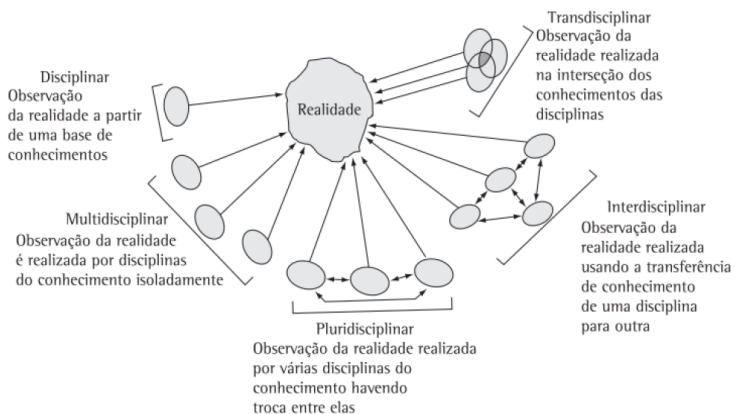 Transdisciplinar
Observação da
realidade realizada
na interseção dos
conhecimentos das
disciplinas
Disciplinar
Observação
da realidade a partir
de uma base de
conhecimentos
Realidade
Multidisciplinar
Observação da realidade
é realizada por disciplinas
do conhecimento isoladamente
Interdisciplinar
Observação da
realidade realizada
usando a transferência
de conhecimento
de uma disciplina
para outra
Pluridisciplinar
Observação da realidade realizada
por várias disciplinas do
conhecimento havendo
troca entre elas